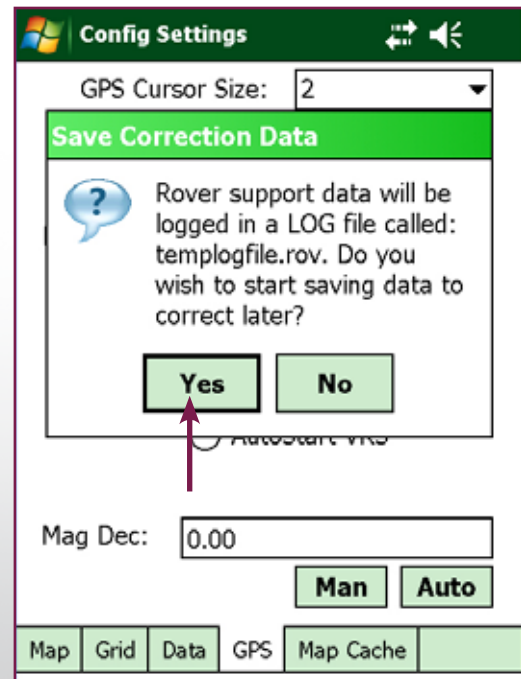 Config Settings
GPS Cursor Size: 2
Save Correction Data
?
Rover support data will be
logged in a LOG file called:
templogfile.rov. Do you
wish to start saving data to
correct later?
Yes No
AutoStart VRS
Mag Dec: 0.00
Man Auto
Map Grid Data GPS Map Cache